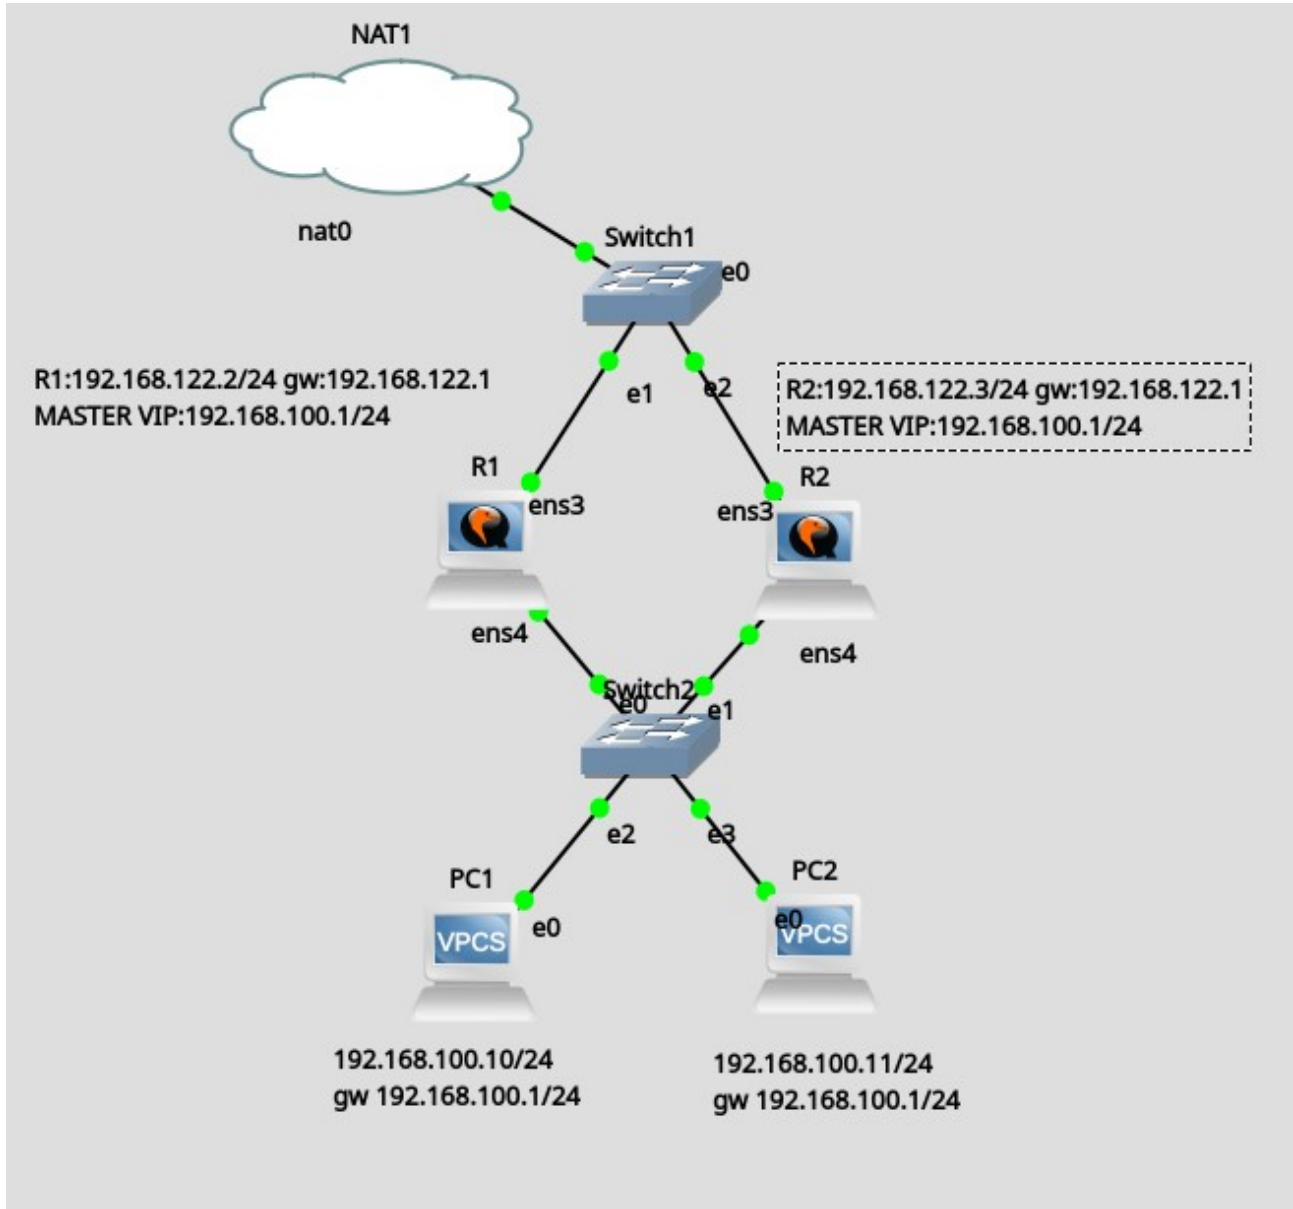 NAT1
nat0
Switch1
e0
R1:192.168.122.2/24 gw:192.168.122.1
MASTER VIP:192.168.100.1/24
e1
e2
R2:192.168.122.3/24 gw:192.168.122.1
MASTER VIP:192.168.100.1/24
R1
R2
ens3
ens3
ens4
ens4
Switch2
e0
e1
e2
e3
PC1
PC2
e0
e0
VPCS
VPCS
192.168.100.10/24
gw 192.168.100.1/24
192.168.100.11/24
gw 192.168.100.1/24